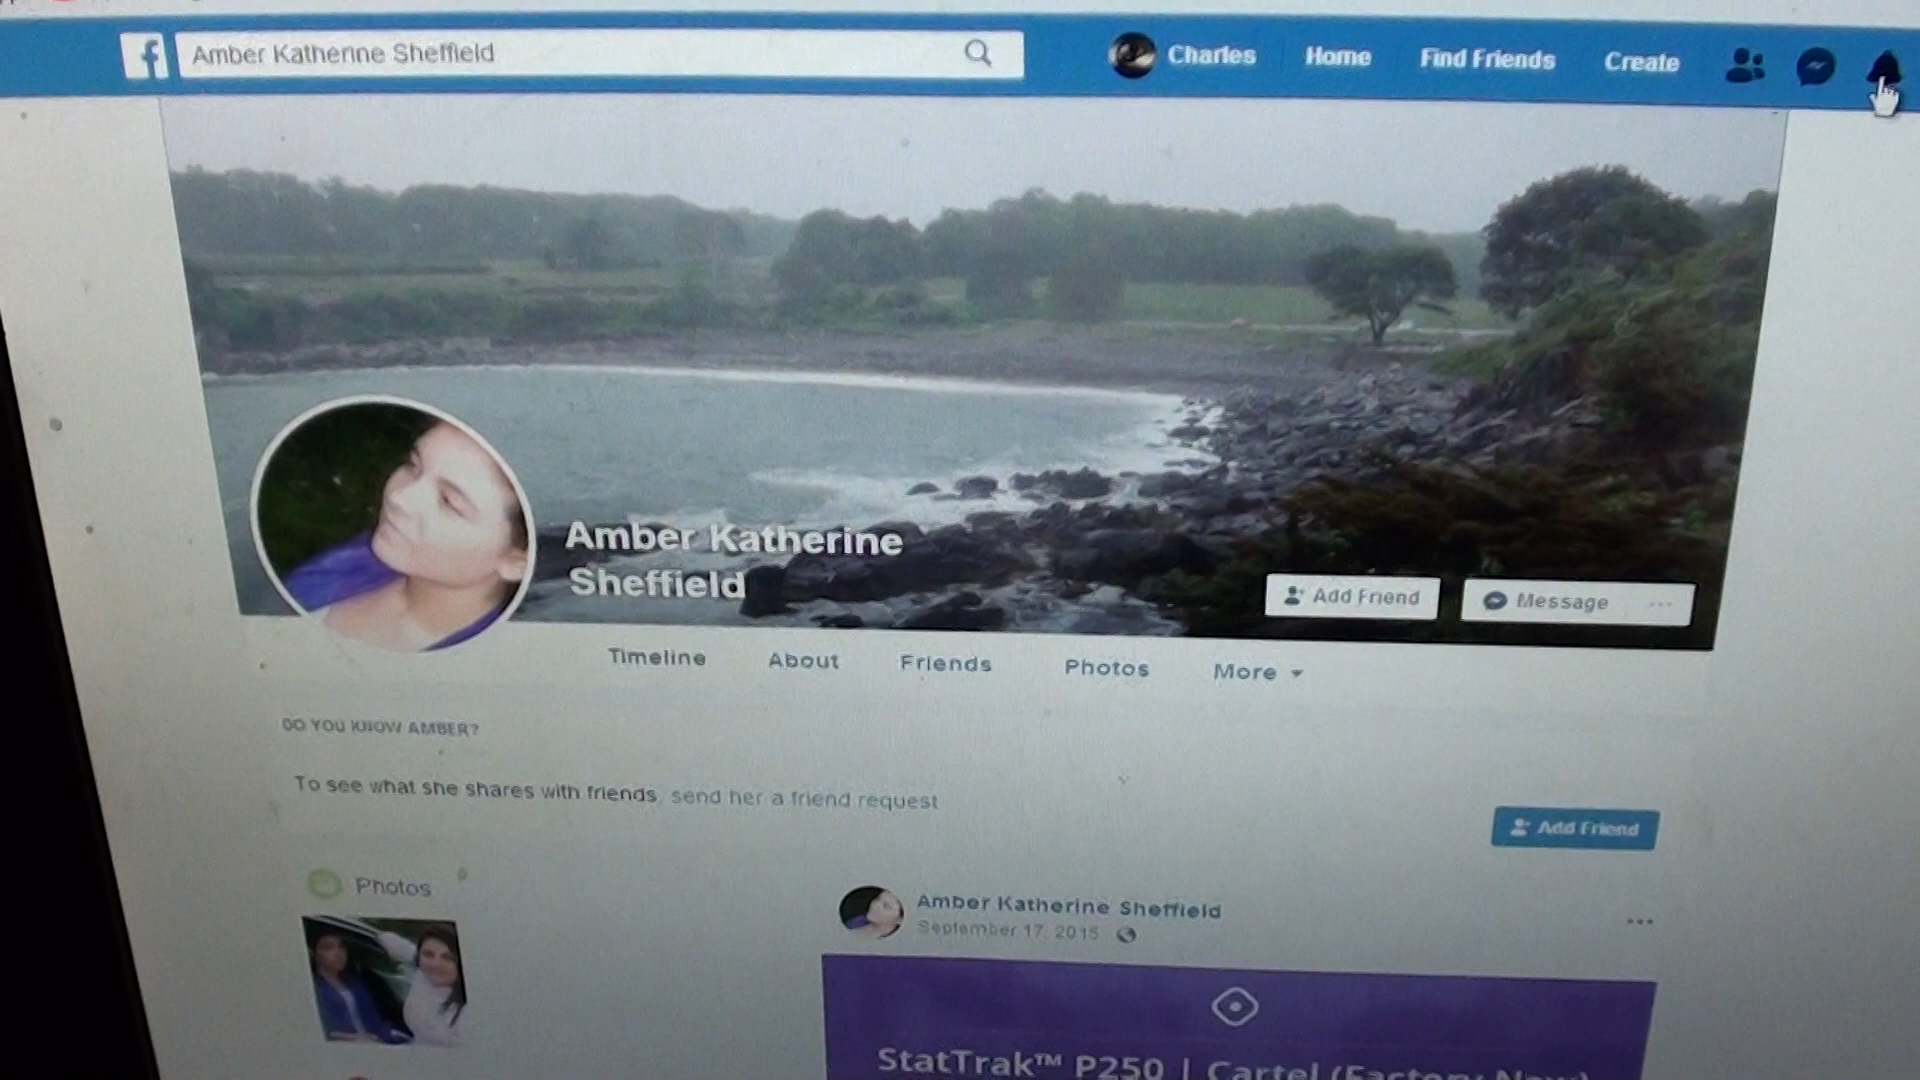 f Amber Katherine Sheffield Charles Home Find Friends Create
Amber Katherine
Sheffield
Add Friend Message ...
Timeline About Friends Photos More
DO YOU KNOW AMBER?
To see what she shares with friends, send her a friend request
Add Friend
Photos
Amber Katherine Sheffield
September 17, 2015
...
StatTrak™ P250 | Cartel (Factory New)